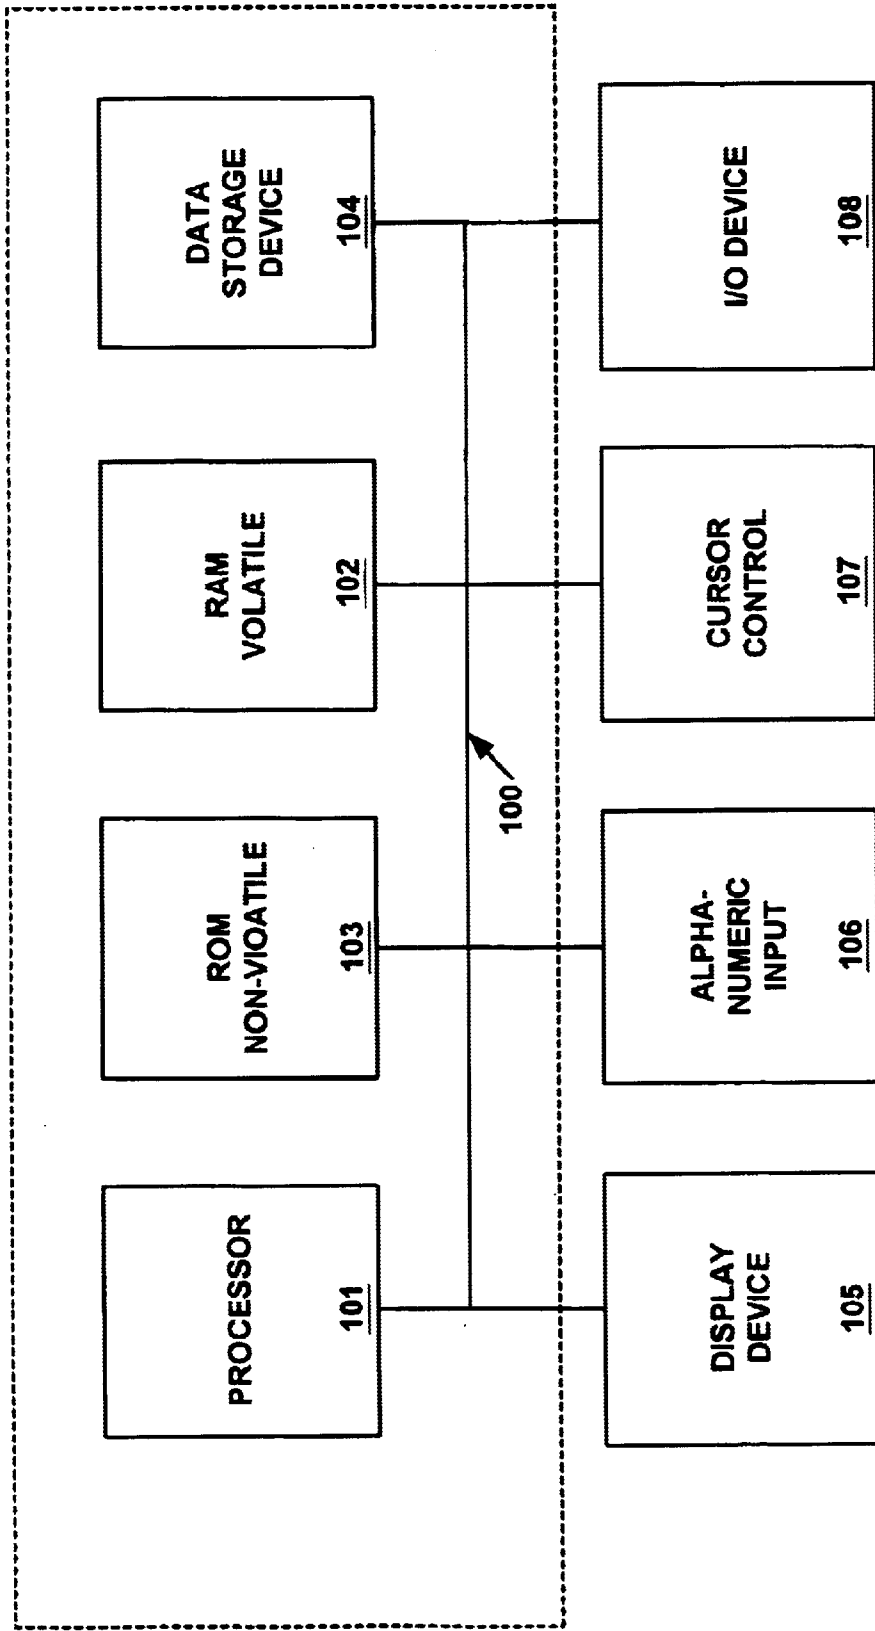 PROCESSOR
101
ROM
NON-VIOATILE
103
RAM
VOLATILE
102
DATA
STORAGE
DEVICE
104
100
DISPLAY
DEVICE
105
ALPHA-
NUMERIC
INPUT
106
CURSOR
CONTROL
107
I/O DEVICE
108